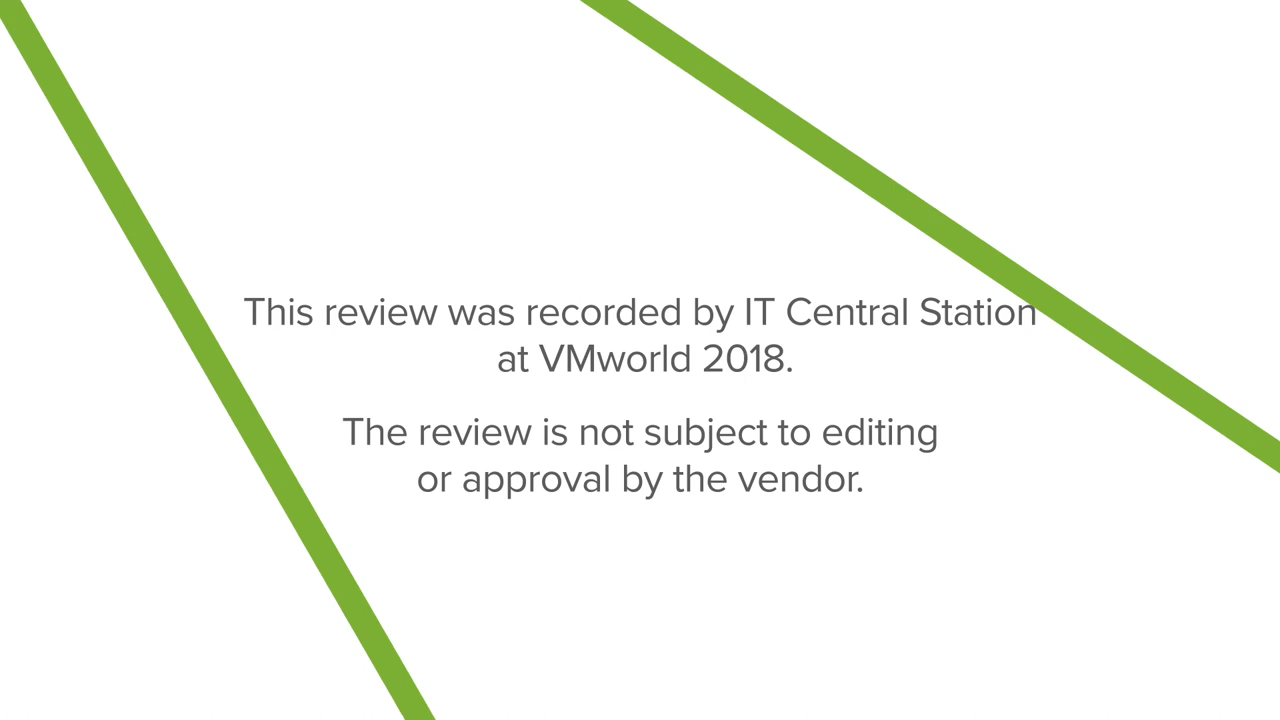 This review was recorded by IT Central Station
at VMworld 2018.
The review is not subject to editing
or approval by the vendor.